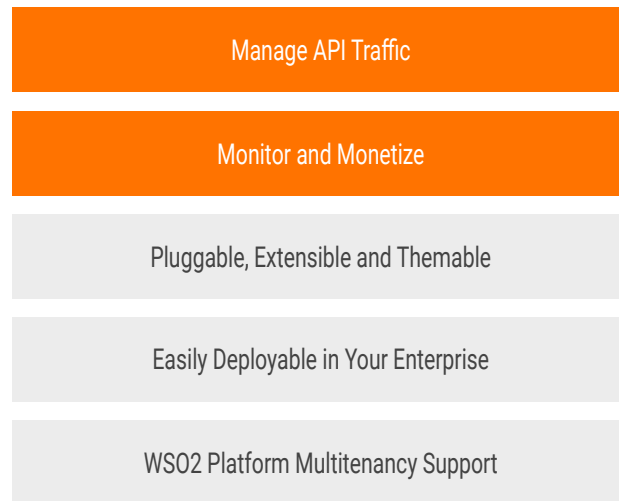 Manage API Traffic
Monitor and Monetize
Pluggable, Extensible and Themable
Easily Deployable in Your Enterprise
WSO2 Platform Multitenancy Support